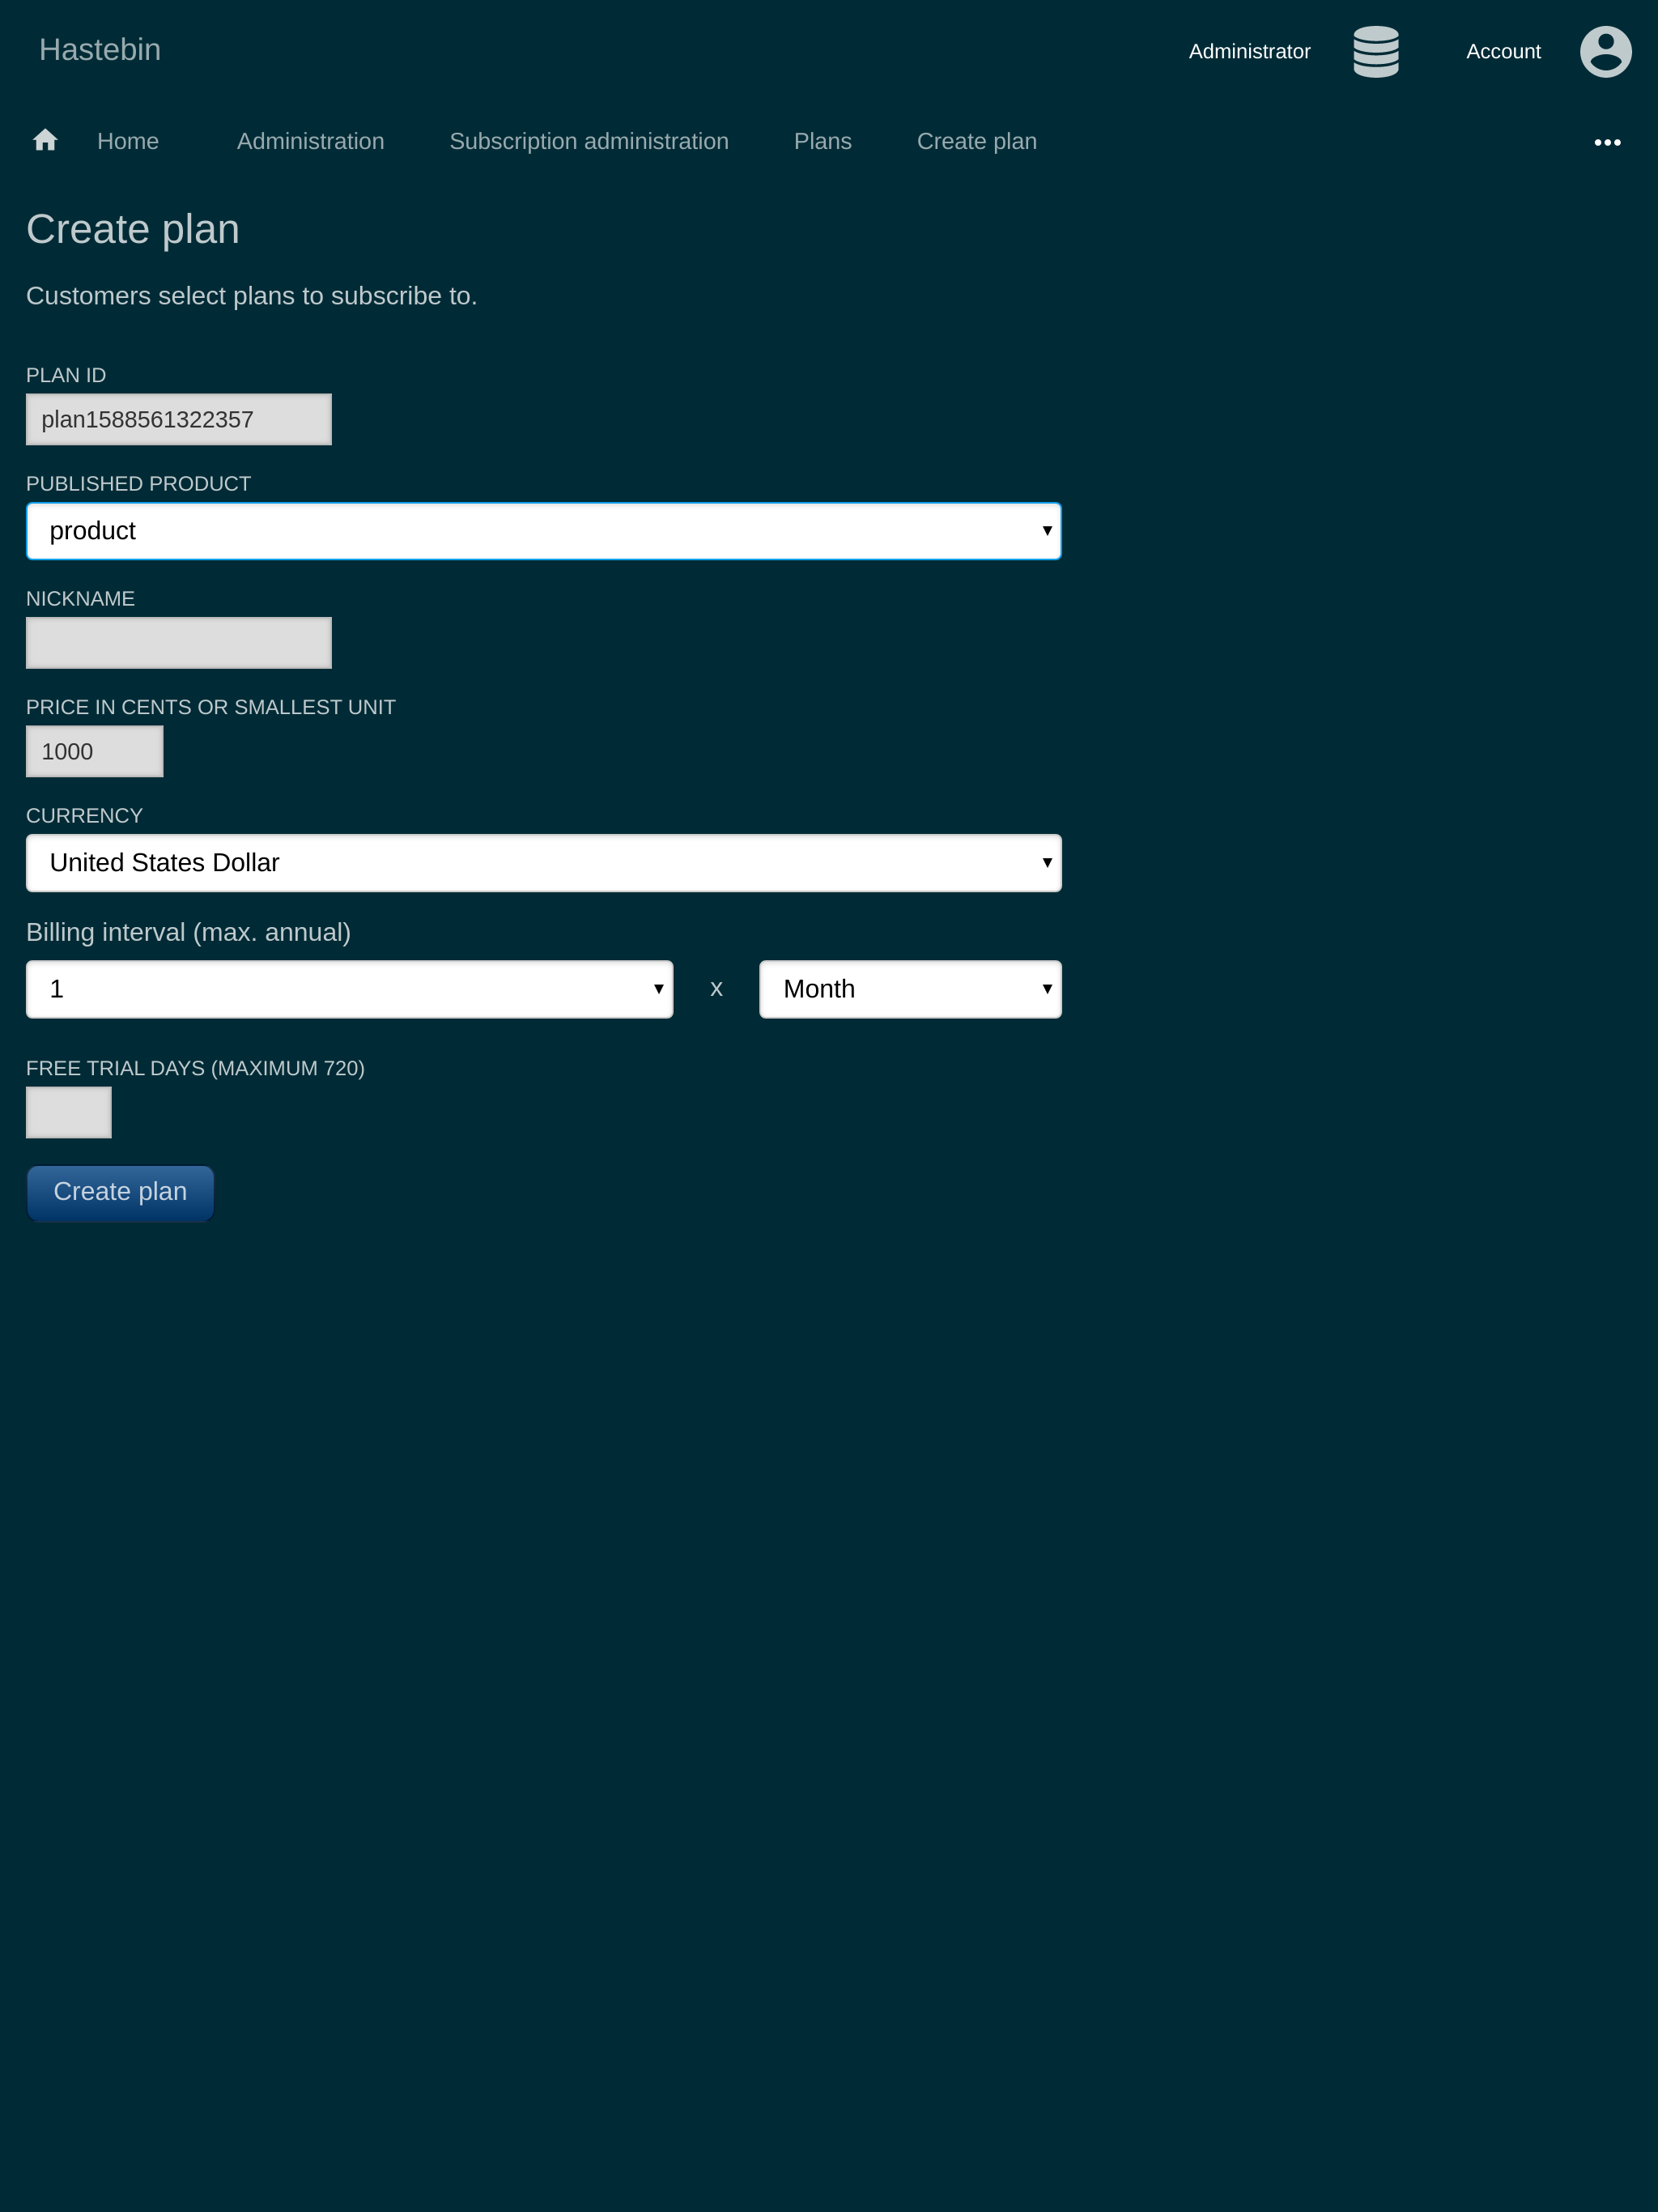 Hastebin
Administrator
Account
Home
Administration
Subscription administration
Plans
Create plan
Create plan
Customers select plans to subscribe to.
PLAN ID
plan1588561322357
PUBLISHED PRODUCT
product
NICKNAME
PRICE IN CENTS OR SMALLEST UNIT
1000
CURRENCY
United States Dollar
Billing interval (max. annual)
1 x Month
FREE TRIAL DAYS (MAXIMUM 720)
Create plan